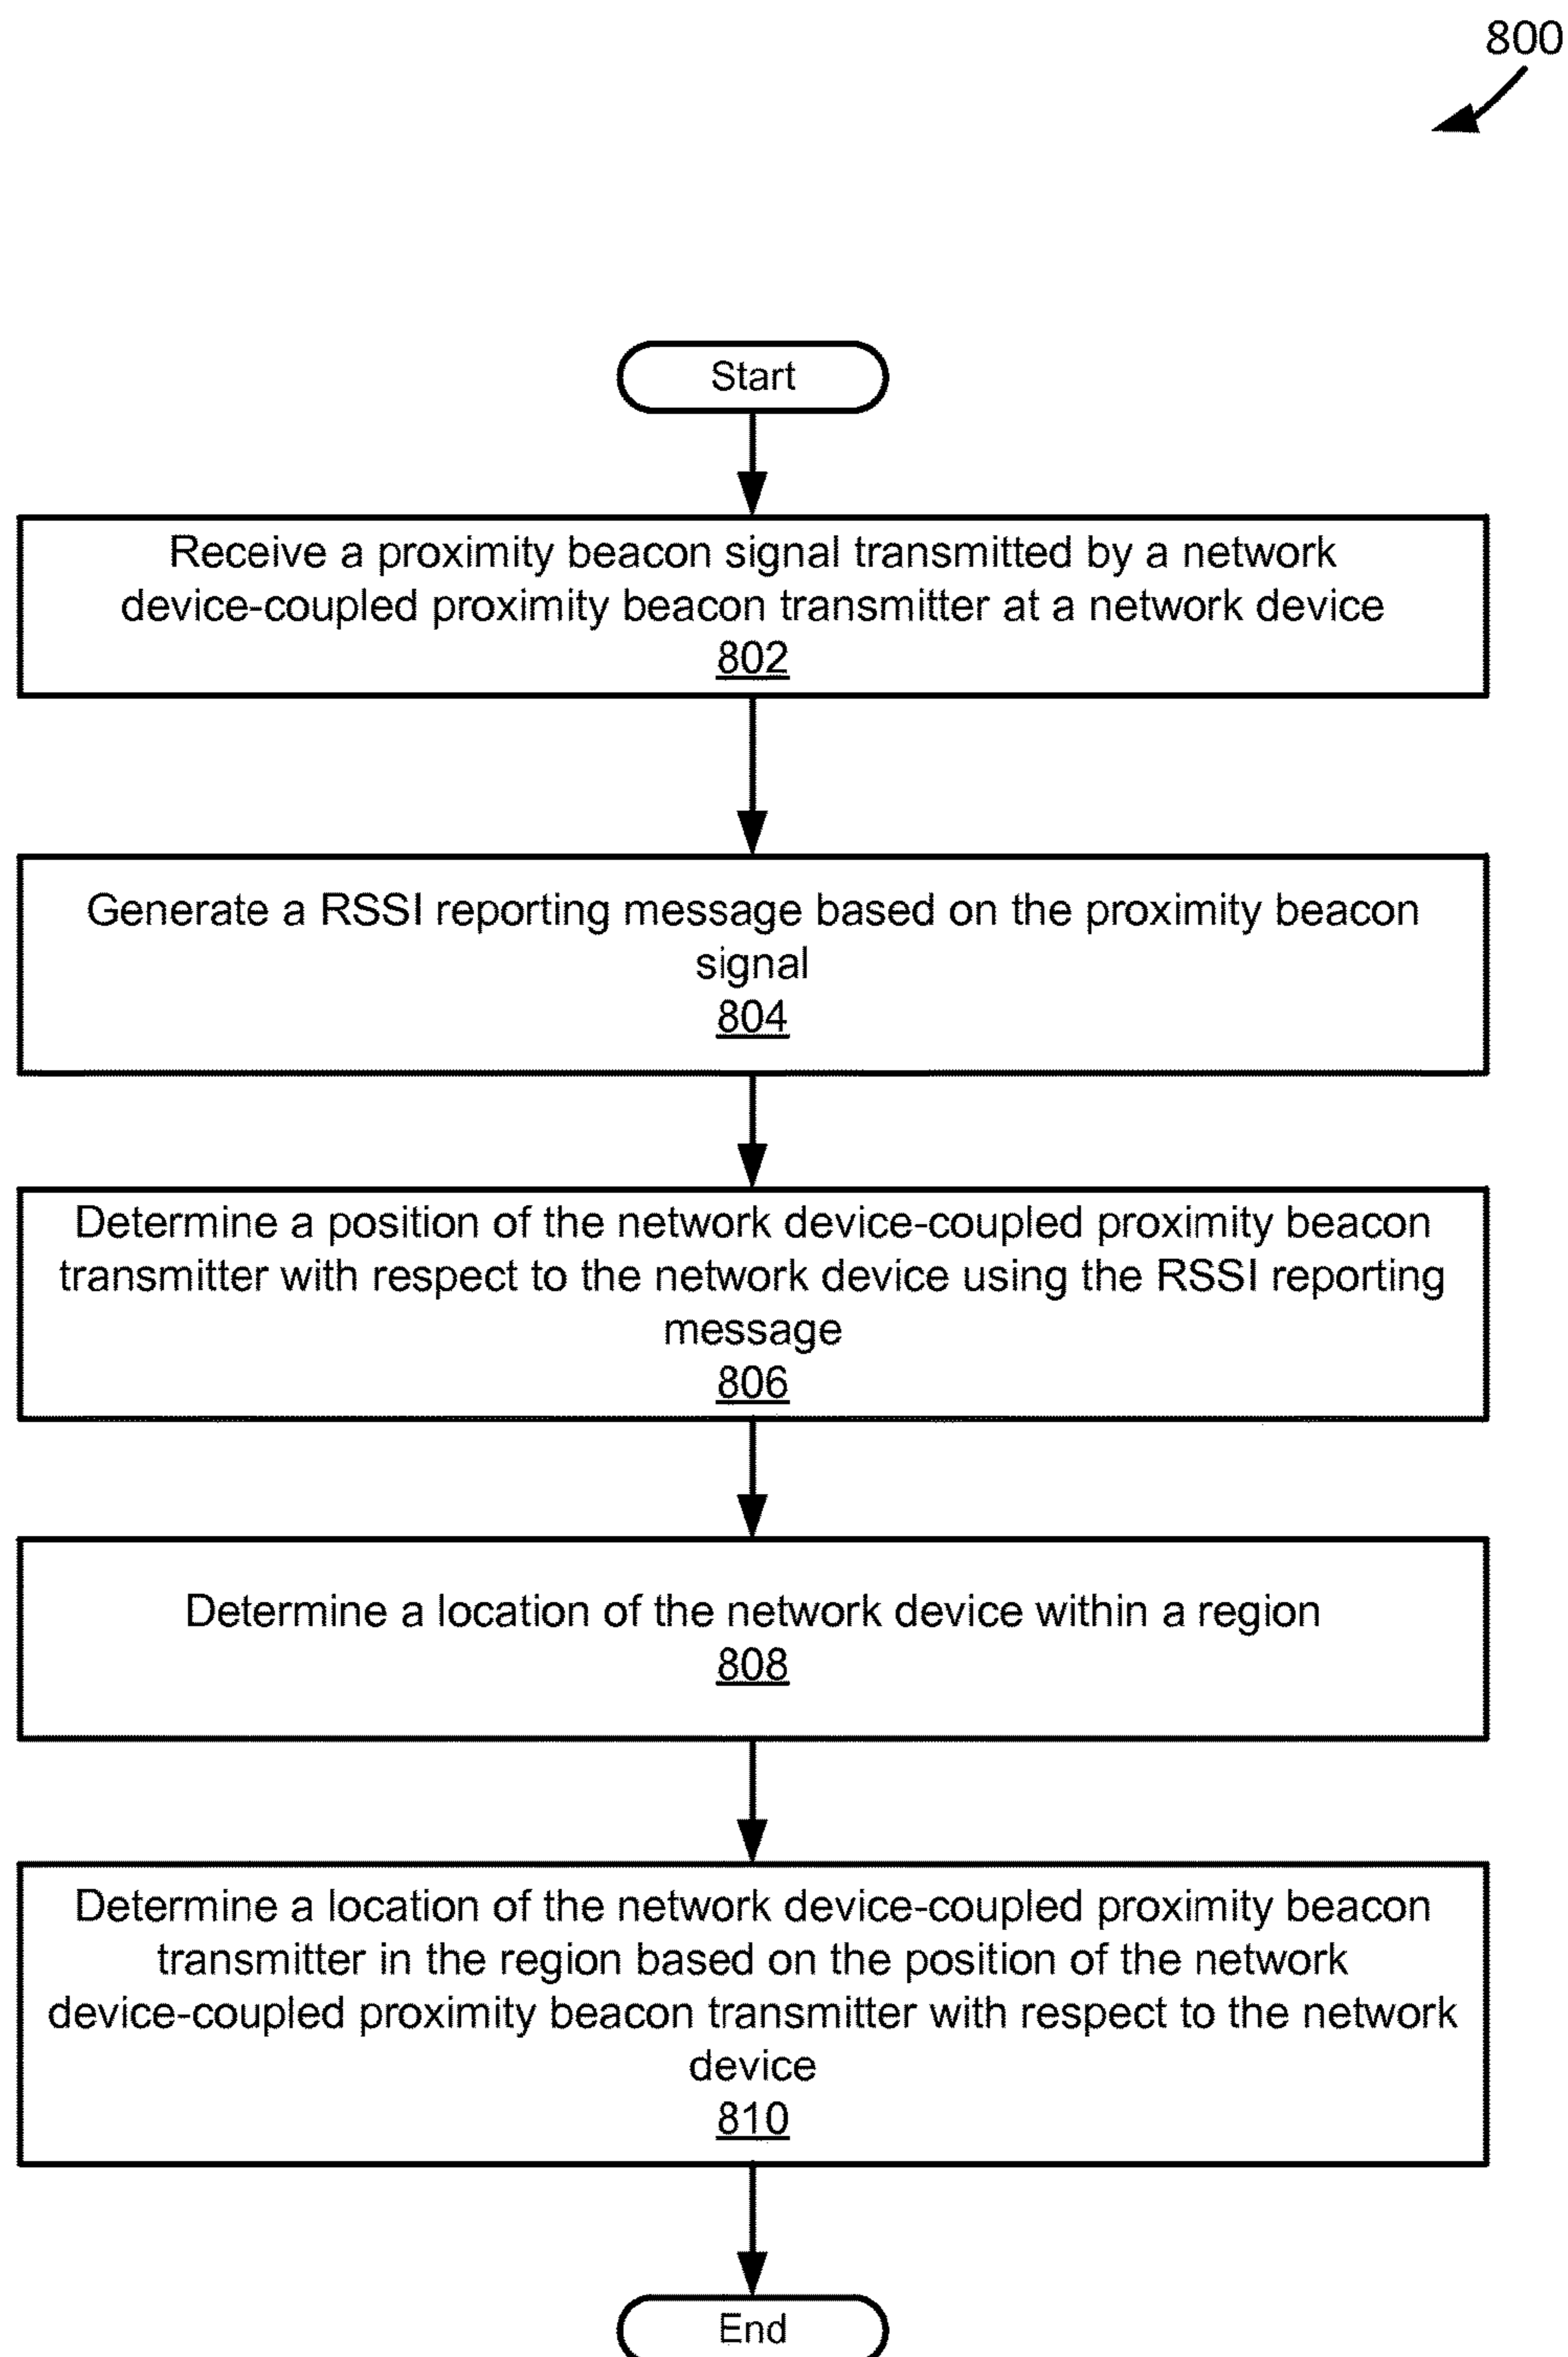 800
Start
Receive a proximity beacon signal transmitted by a network
device-coupled proximity beacon transmitter at a network device
802
Generate a RSSI reporting message based on the proximity beacon
signal
804
Determine a position of the network device-coupled proximity beacon
transmitter with respect to the network device using the RSSI reporting
message
806
Determine a location of the network device within a region
808
Determine a location of the network device-coupled proximity beacon
transmitter in the region based on the position of the network
device-coupled proximity beacon transmitter with respect to the network
device
810
End